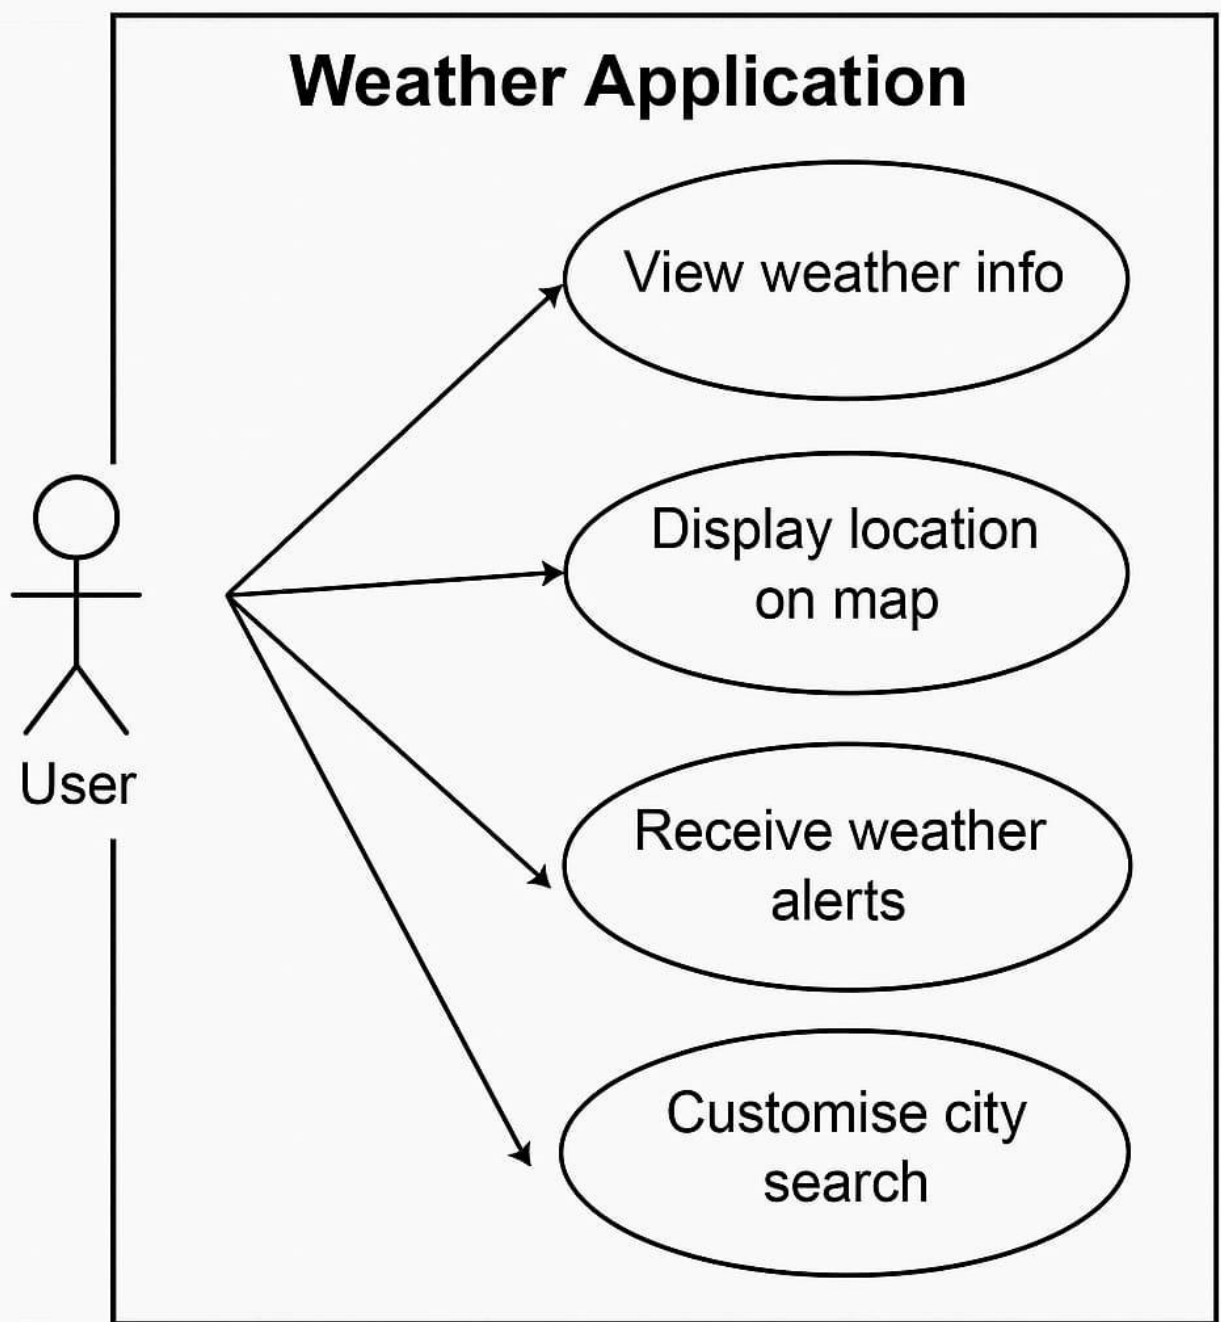 Weather Application
View weather info
Display location
on map
User
Receive weather
alerts
Customise city
search